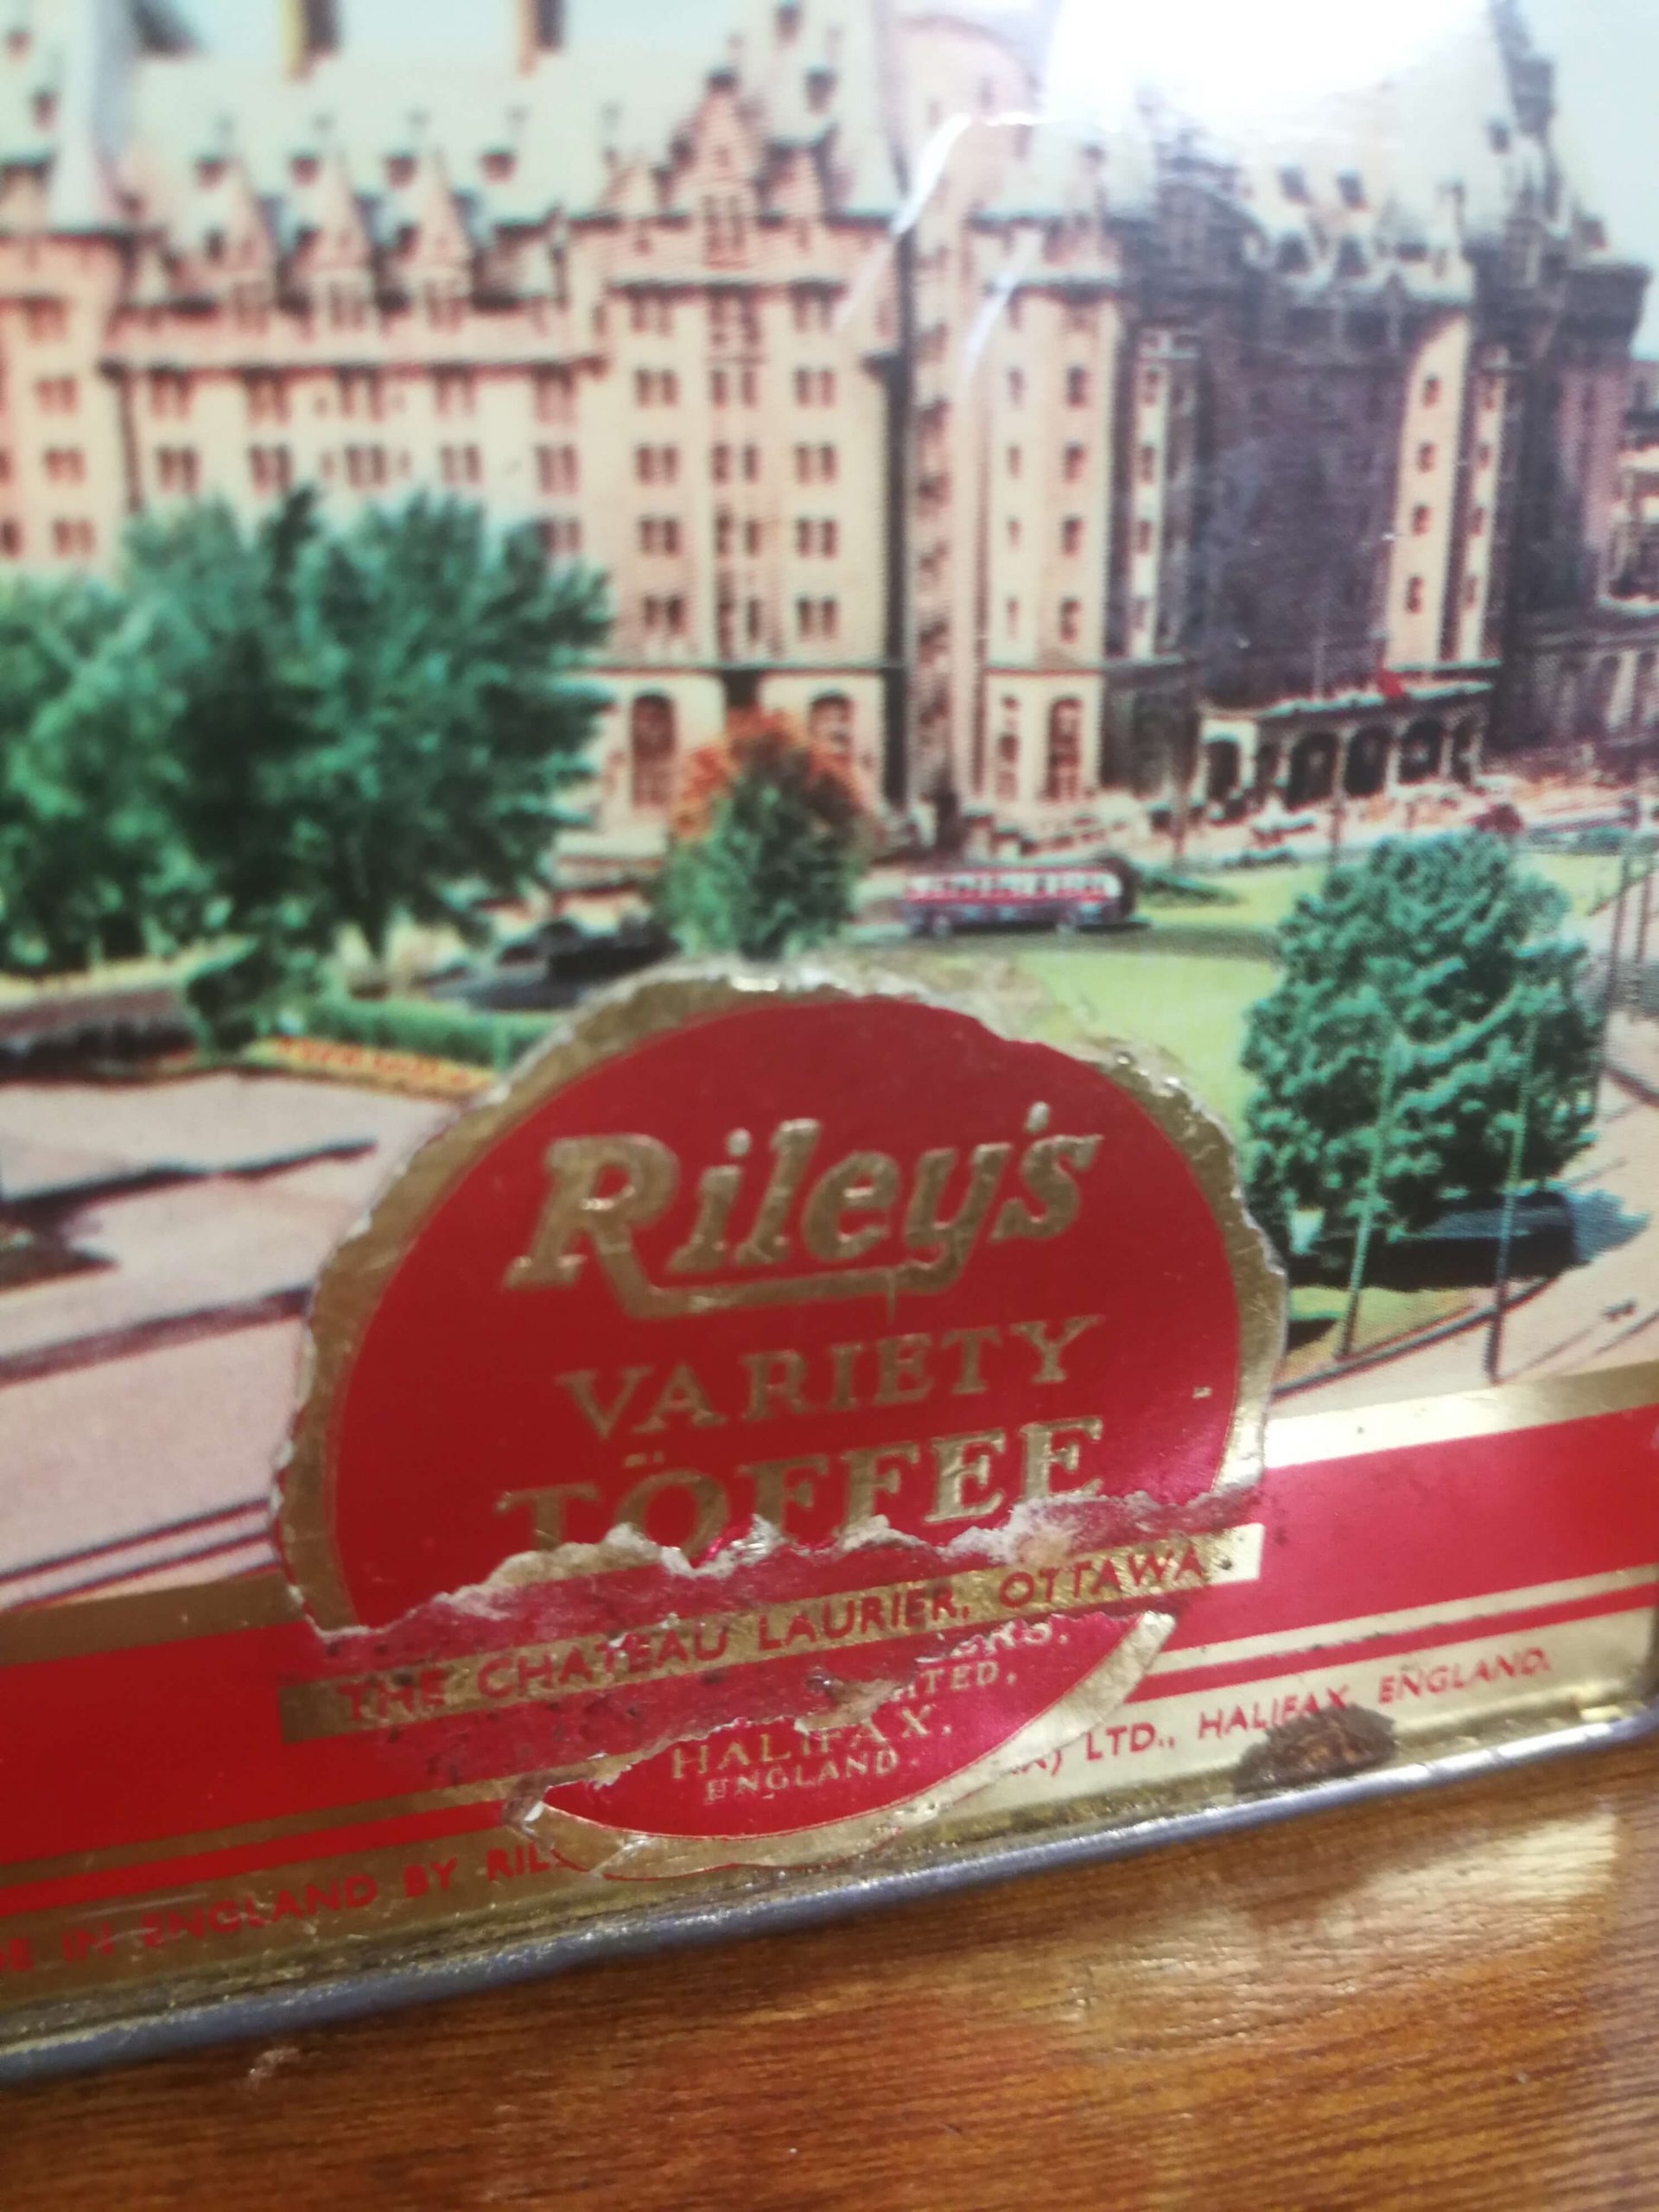 Riley's
VARIETY
TOFFEE
THE CHATEAU LAURIER, OTTAWA
HALIFAX,
ENGLAND
IN ENGLAND BY
LTD., HALIFAX, ENGLAND.